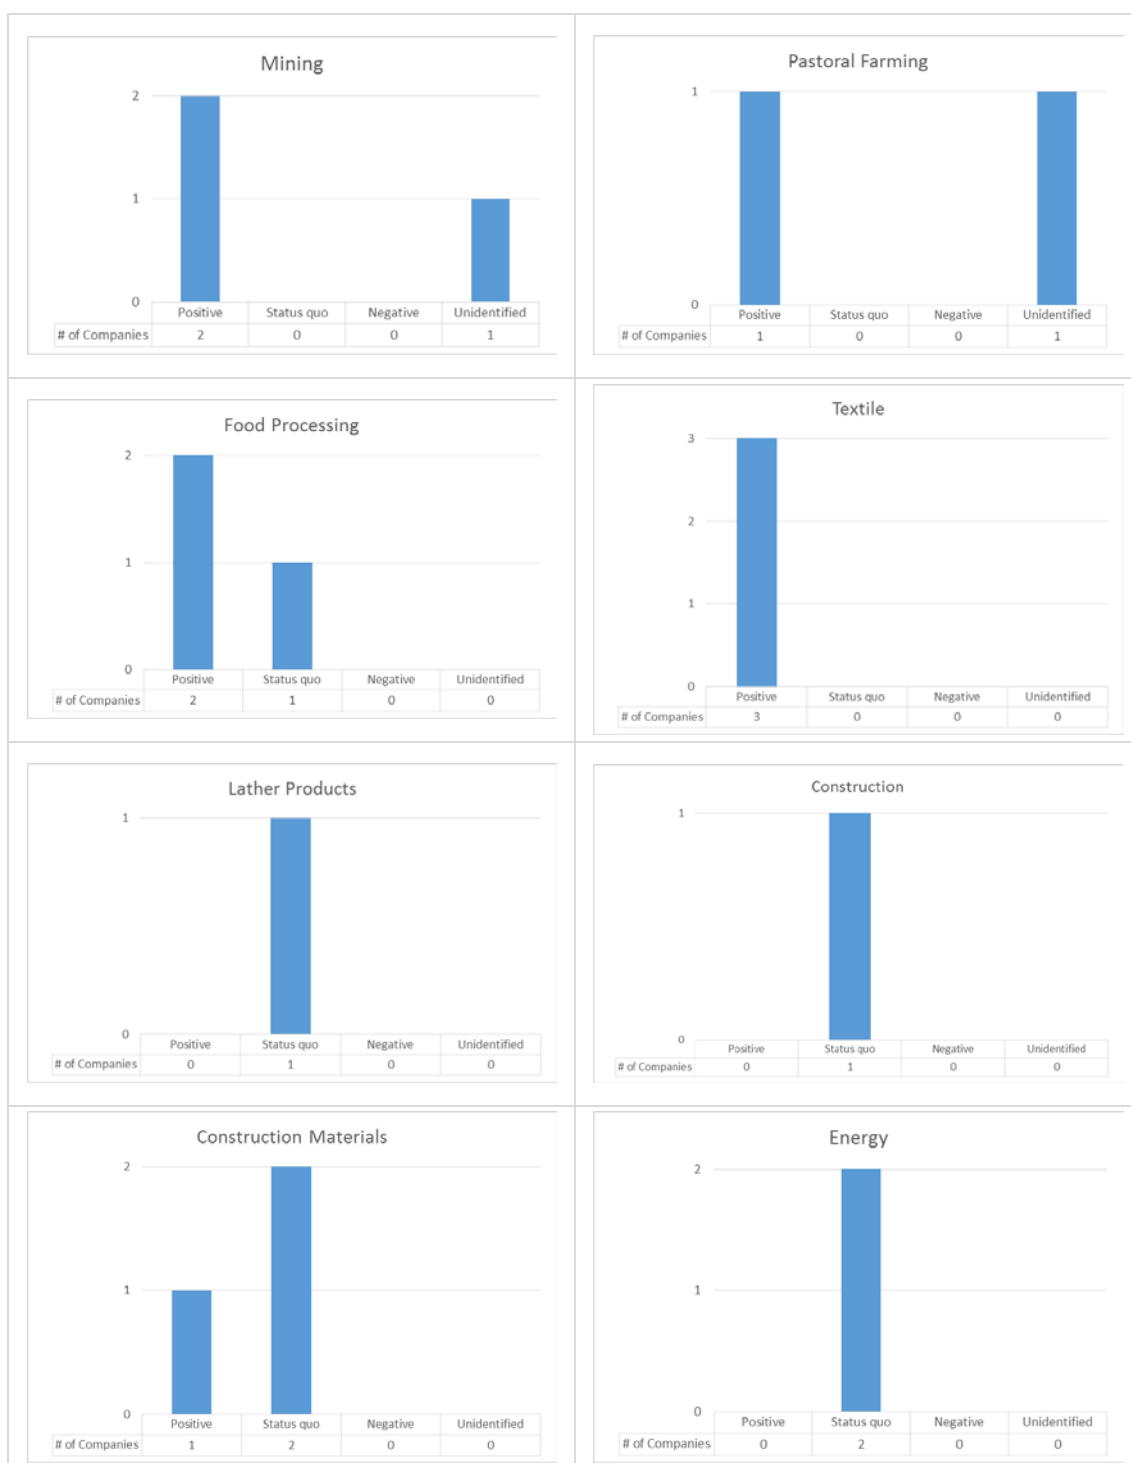 Mining
2
1
0
Positive Status quo Negative Unidentified
# of Companies 2 0 0 1
Pastoral Farming
1
0
Positive Status quo Negative Unidentified
# of Companies 1 0 0 1
Food Processing
2
1
0
Positive Status quo Negative Unidentified
# of Companies 2 1 0 0
Textile
3
2
1
0
Positive Status quo Negative Unidentified
# of Companies 3 0 0 0
Lather Products
1
0
Positive Status quo Negative Unidentified
# of Companies 0 1 0 0
Construction
1
0
Positive Status quo Negative Unidentified
# of Companies 0 1 0 0
Construction Materials
2
1
0
Positive Status quo Negative Unidentified
# of Companies 1 2 0 0
Energy
2
1
0
Positive Status quo Negative Unidentified
# of Companies 0 2 0 0